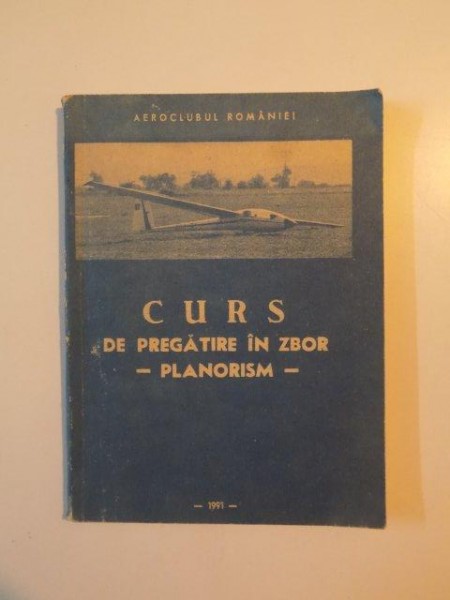 AEROCLUBUL ROMÂNIEI
CURS
DE PREGĂTIRE ÎN ZBOR
— PLANORISM —
— 1991 —